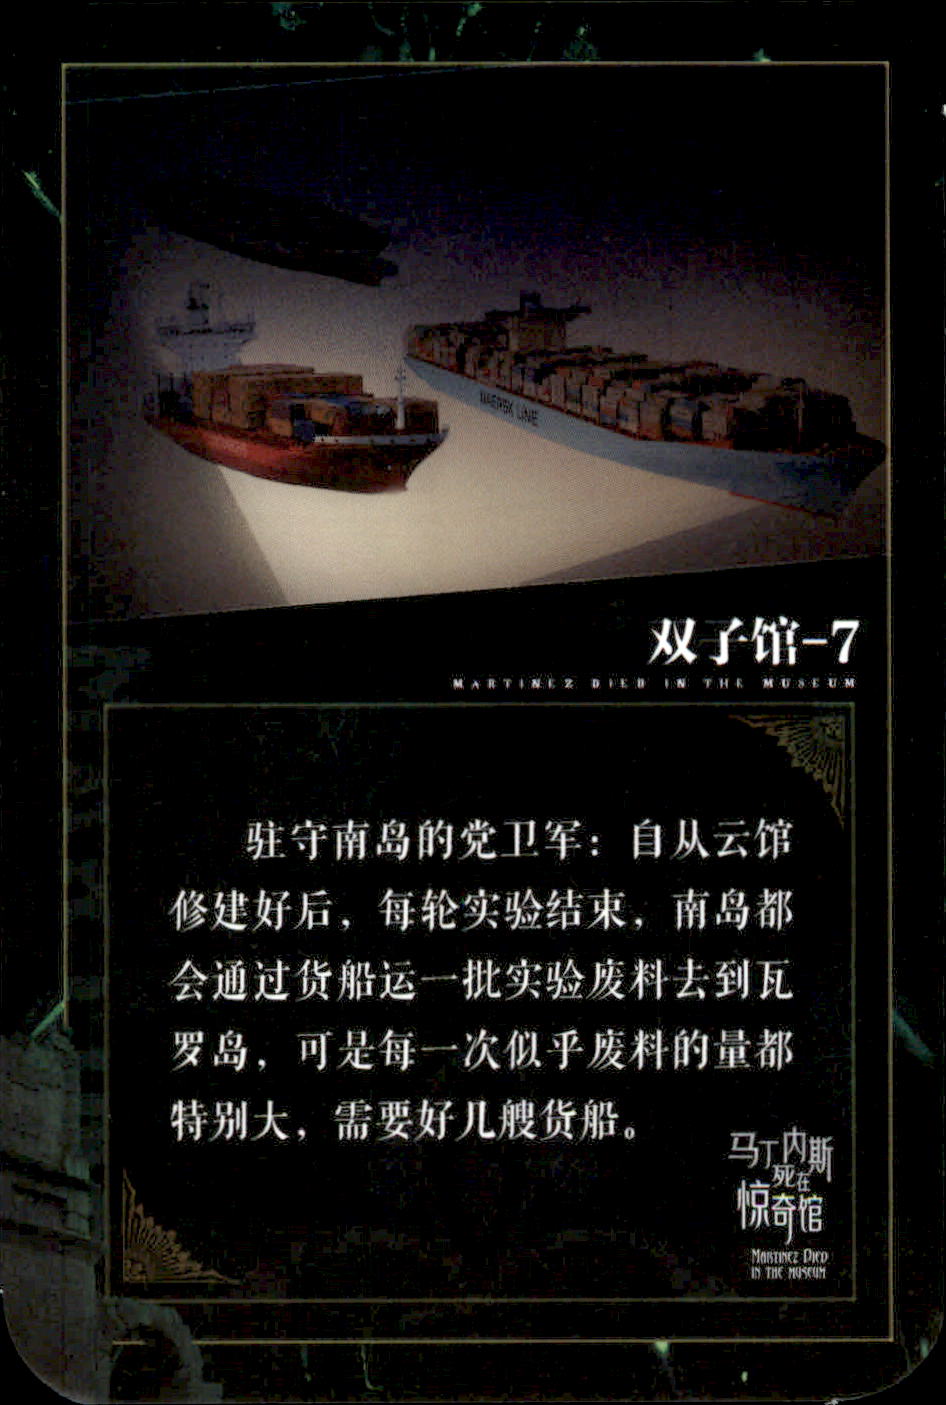 MAERSK LINE
双子馆-7
MARTINEZ DIED IN THE MUSEUM
驻守南岛的党卫军：自从云馆
修建好后，每轮实验结束，南岛都
会通过货船运一批实验废料去到瓦
罗岛，可是每一次似乎废料的量都
特别大，需要好几艘货船。
马丁内斯
死在
惊奇馆
MARTINEZ DIED
IN THE MUSEUM